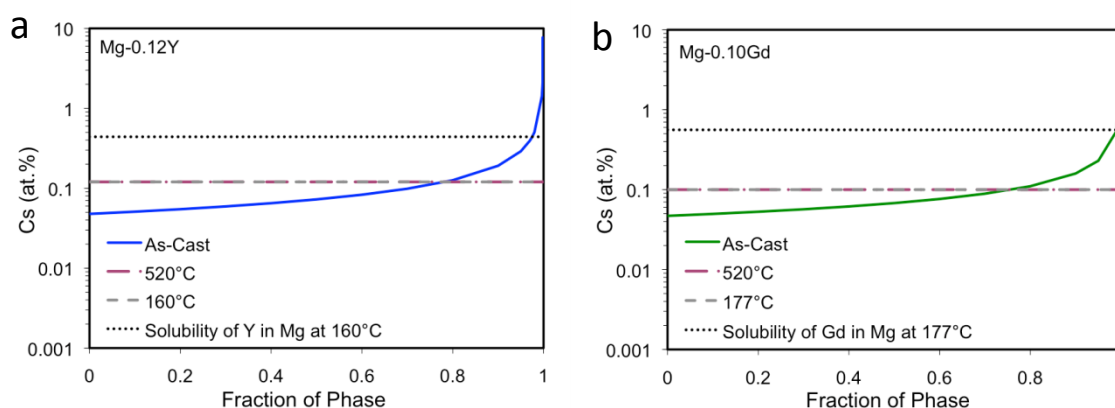 a
Mg-0.12Y
Cs (at.%)
10
1
0.1
0.01
0.001
As-Cast
520°C
160°C
Solubility of Y in Mg at 160°C
0
0.2
0.4
0.6
0.8
1
Fraction of Phase
b
Mg-0.10Gd
Cs (at.%)
10
1
0.1
0.01
0.001
As-Cast
520°C
177°C
Solubility of Gd in Mg at 177°C
0
0.2
0.4
0.6
0.8
Fraction of Phase